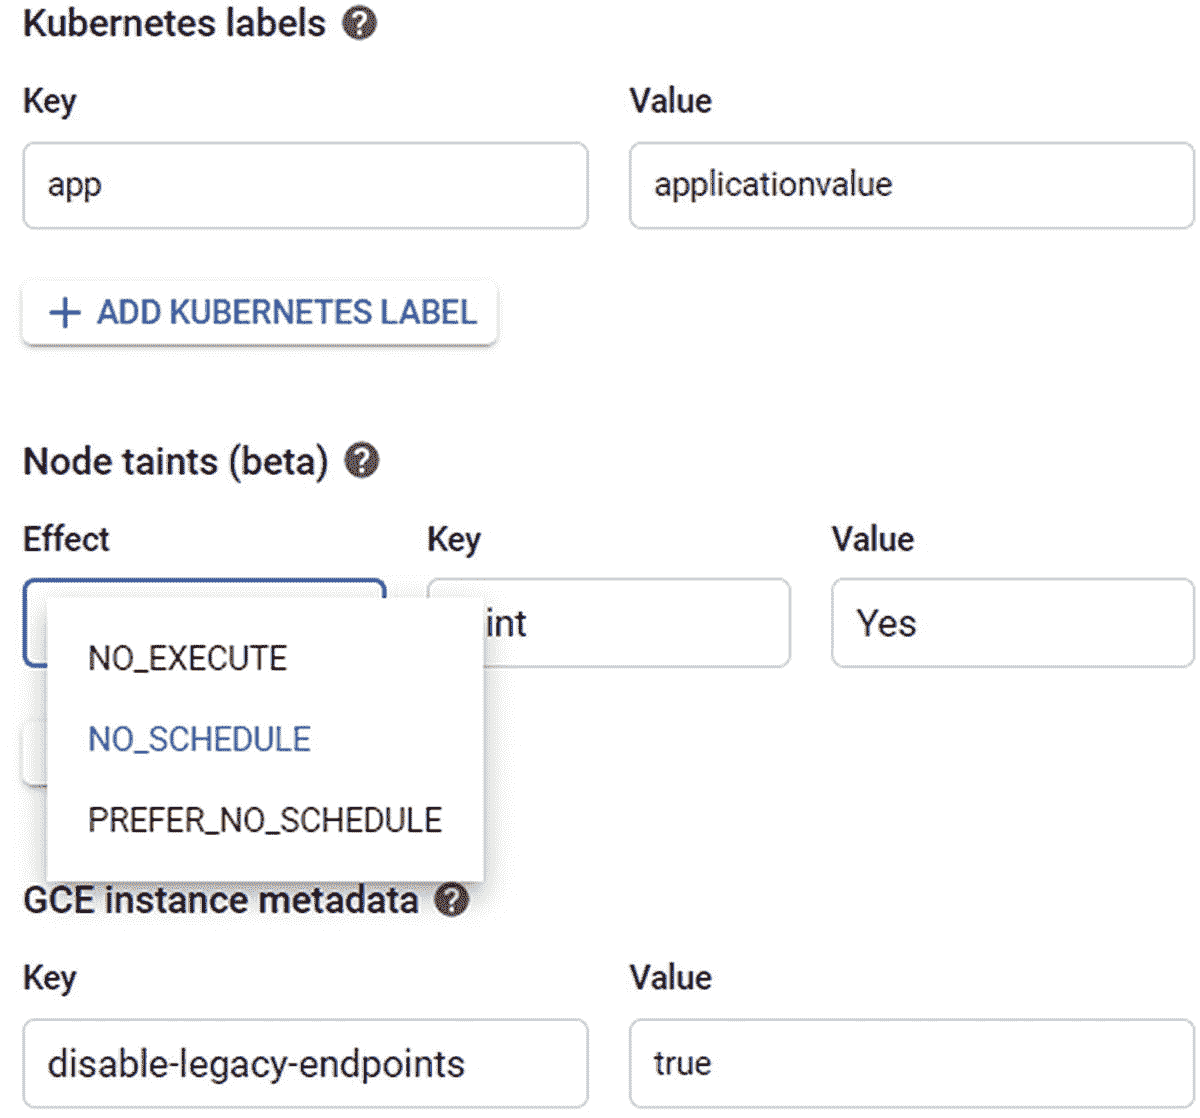 Kubernetes labels ?
Key Value
app applicationvalue
+ ADD KUBERNETES LABEL
Node taints (beta) ?
Effect Key Value
int Yes
NO_EXECUTE
NO_SCHEDULE
PREFER_NO_SCHEDULE
GCE instance metadata ?
Key Value
disable-legacy-endpoints true